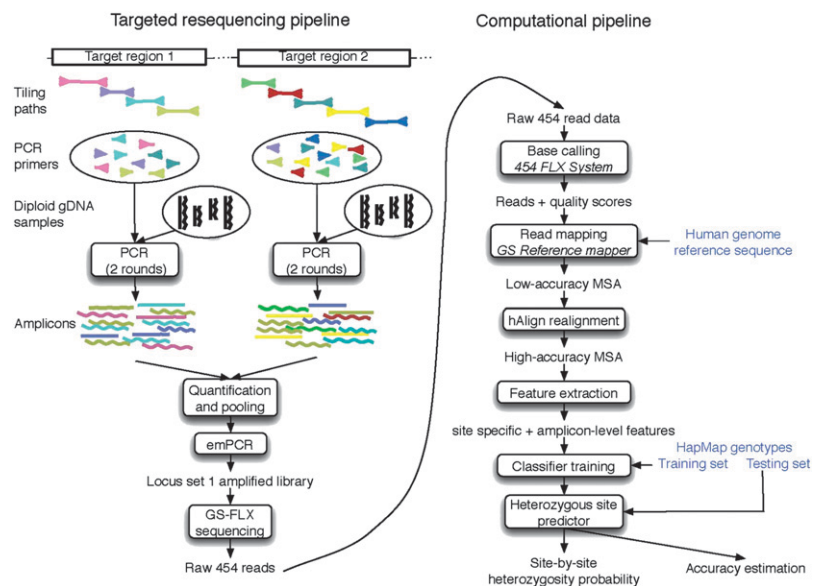 Targeted resequencing pipeline
Target region 1
Target region 2
Tiling
paths
PCR
primers
Diploid gDNA
samples
PCR
(2 rounds)
PCR
(2 rounds)
Amplicons
Quantification
and pooling
emPCR
Locus set 1 amplified library
GS-FLX
sequencing
Raw 454 reads
Computational pipeline
Raw 454 read data
Base calling
454 FLX System
Reads + quality scores
Read mapping
GS Reference mapper
Human genome
reference sequence
Low-accuracy MSA
hAlign realignment
High-accuracy MSA
Feature extraction
site specific + amplicon-level features
HapMap genotypes
Training set Testing set
Classifier training
Heterozygous site
predictor
Site-by-site
heterozygosity probability
Accuracy estimation